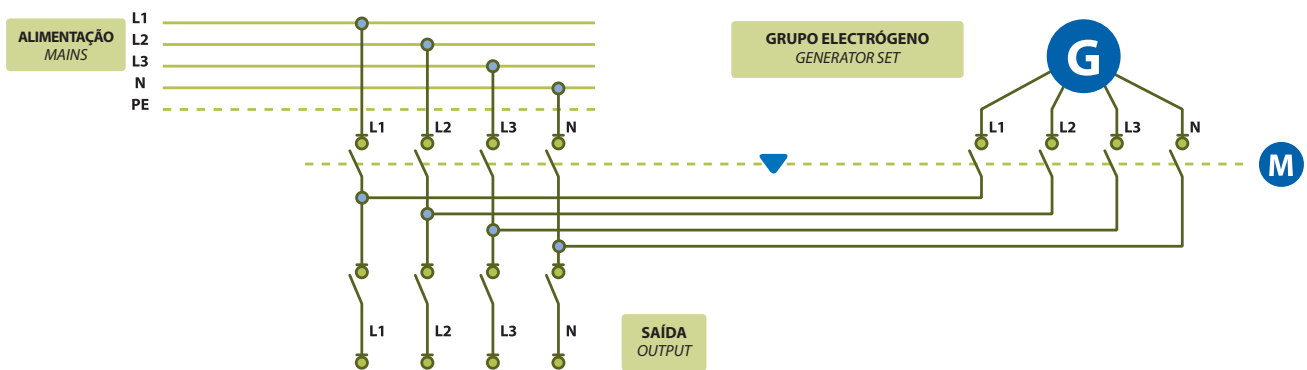 ALIMENTAÇÃO
MAINS
L1
L2
L3
N
PE
GRUPO ELECTRÓGENO
GENERATOR SET
G
L1
L2
L3
N
L1
L2
L3
N
M
L1
L2
L3
N
SAÍDA
OUTPUT